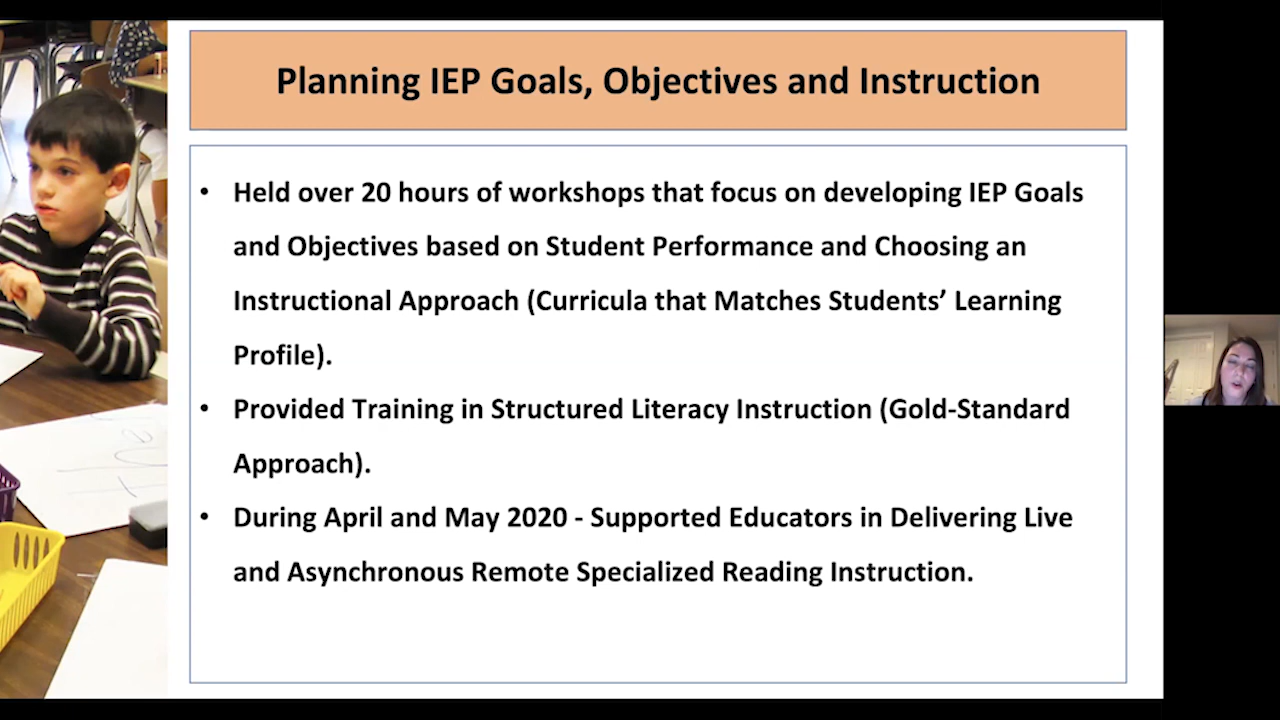 Planning IEP Goals, Objectives and Instruction
• Held over 20 hours of workshops that focus on developing IEP Goals
and Objectives based on Student Performance and Choosing an
Instructional Approach (Curricula that Matches Students’ Learning
Profile).
• Provided Training in Structured Literacy Instruction (Gold-Standard
Approach).
• During April and May 2020 - Supported Educators in Delivering Live
and Asynchronous Remote Specialized Reading Instruction.